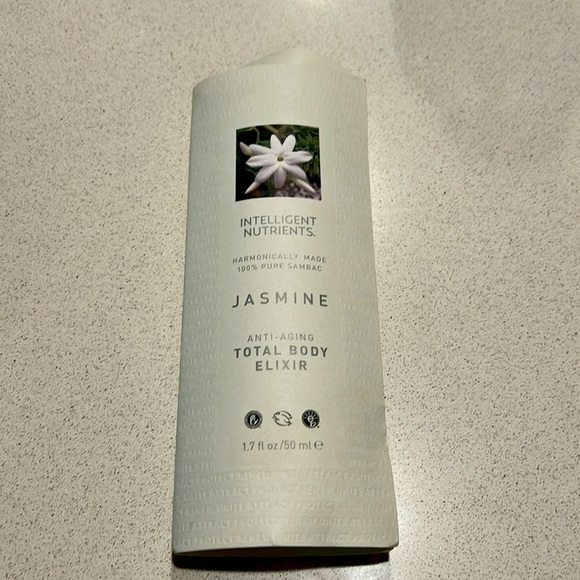 INTELLIGENT
NUTRIENTS.
HARMONICALLY MADE
100% PURE SAMBAC
JASMINE
ANTI-AGING
TOTAL BODY
ELIXIR
1.7 fl oz/50 ml ℮